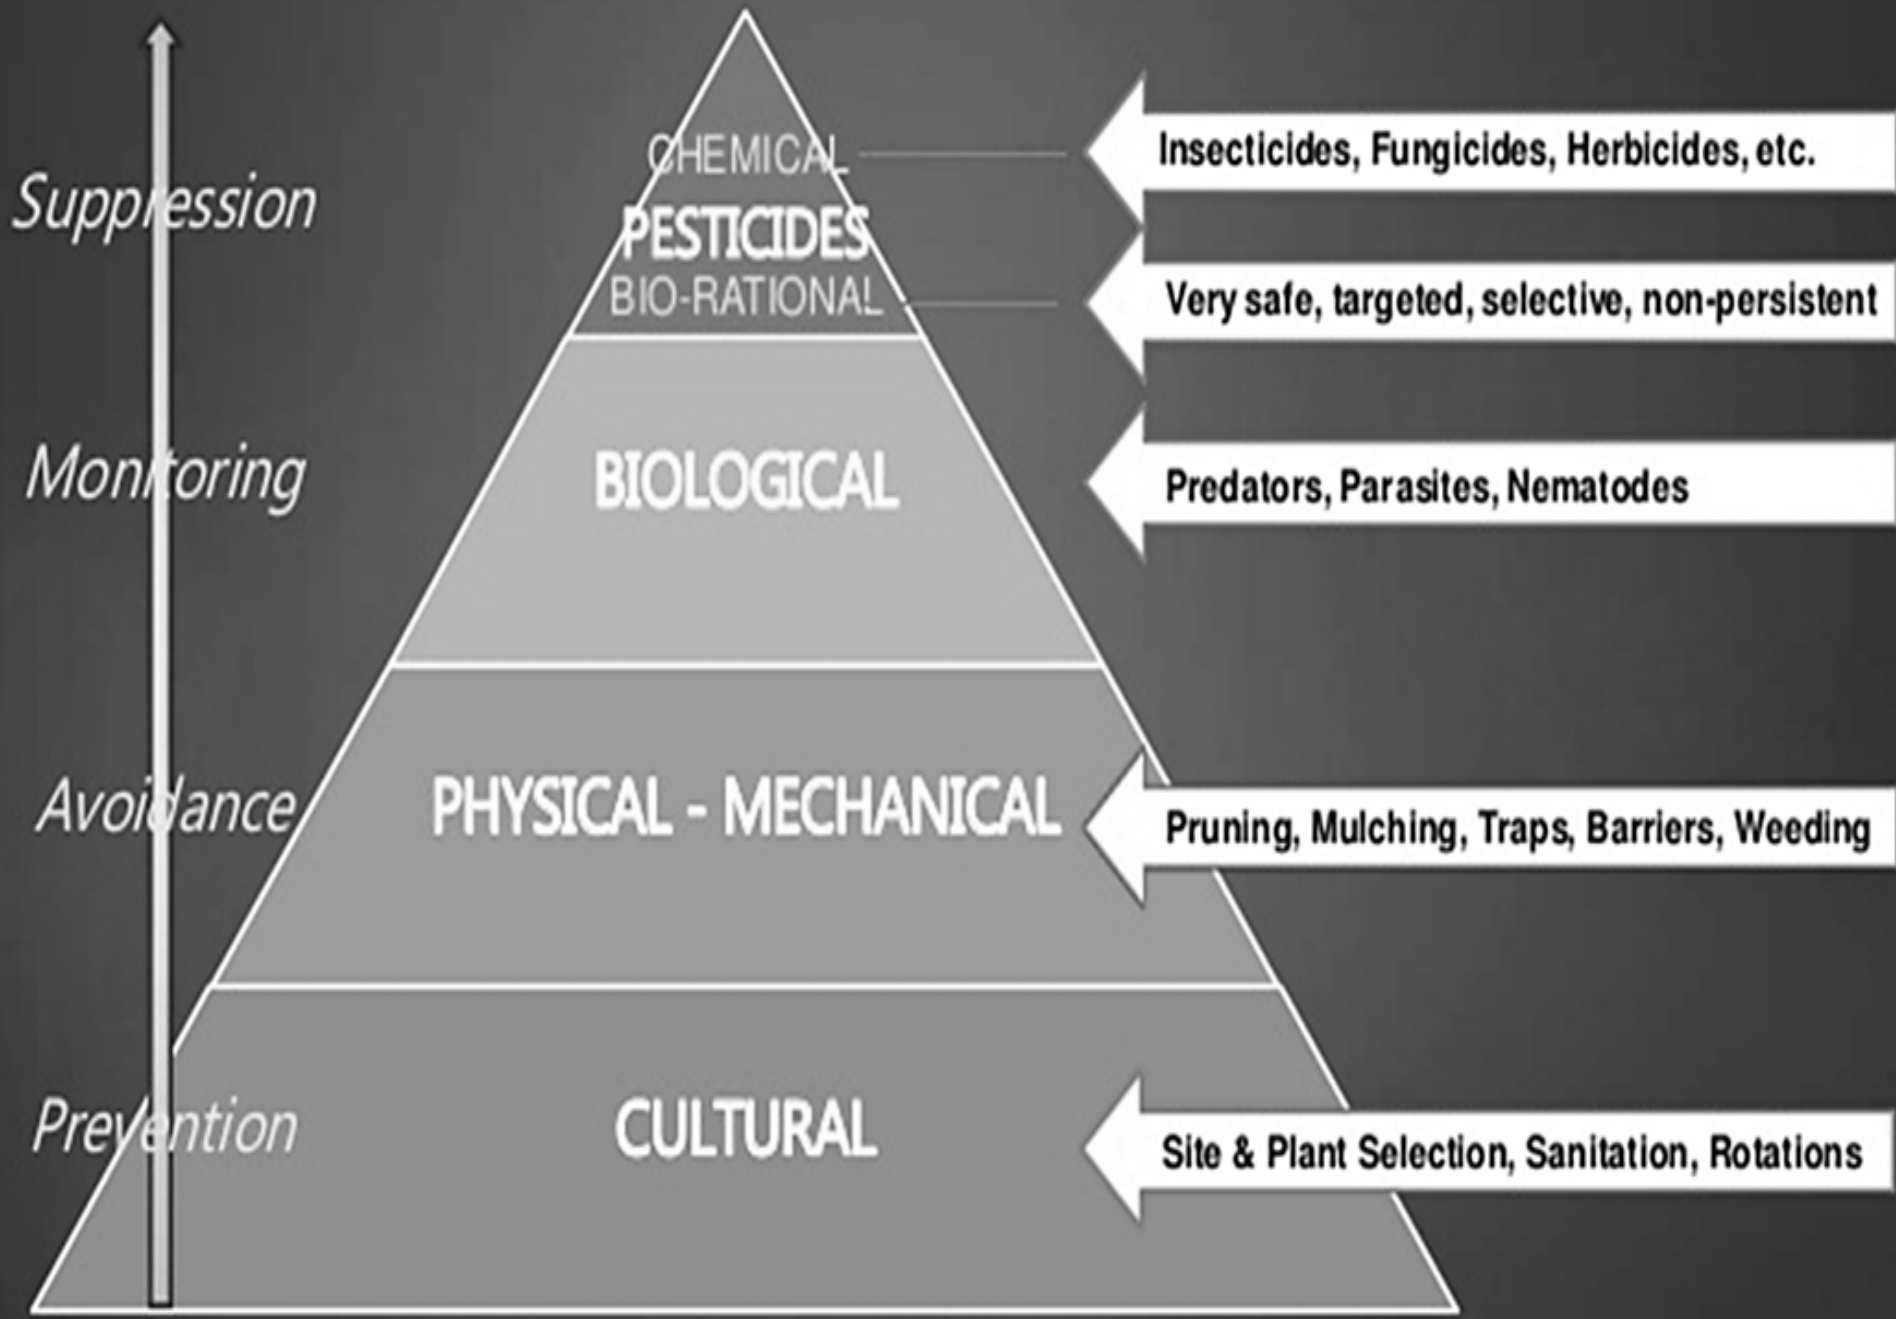 CHEMICAL
Insecticides, Fungicides, Herbicides, etc.
Suppression
PESTICIDES
BIO-RATIONAL
Very safe, targeted, selective, non-persistent
Monitoring
BIOLOGICAL
Predators, Parasites, Nematodes
Avoidance
PHYSICAL - MECHANICAL
Pruning, Mulching, Traps, Barriers, Weeding
Prevention
CULTURAL
Site & Plant Selection, Sanitation, Rotations